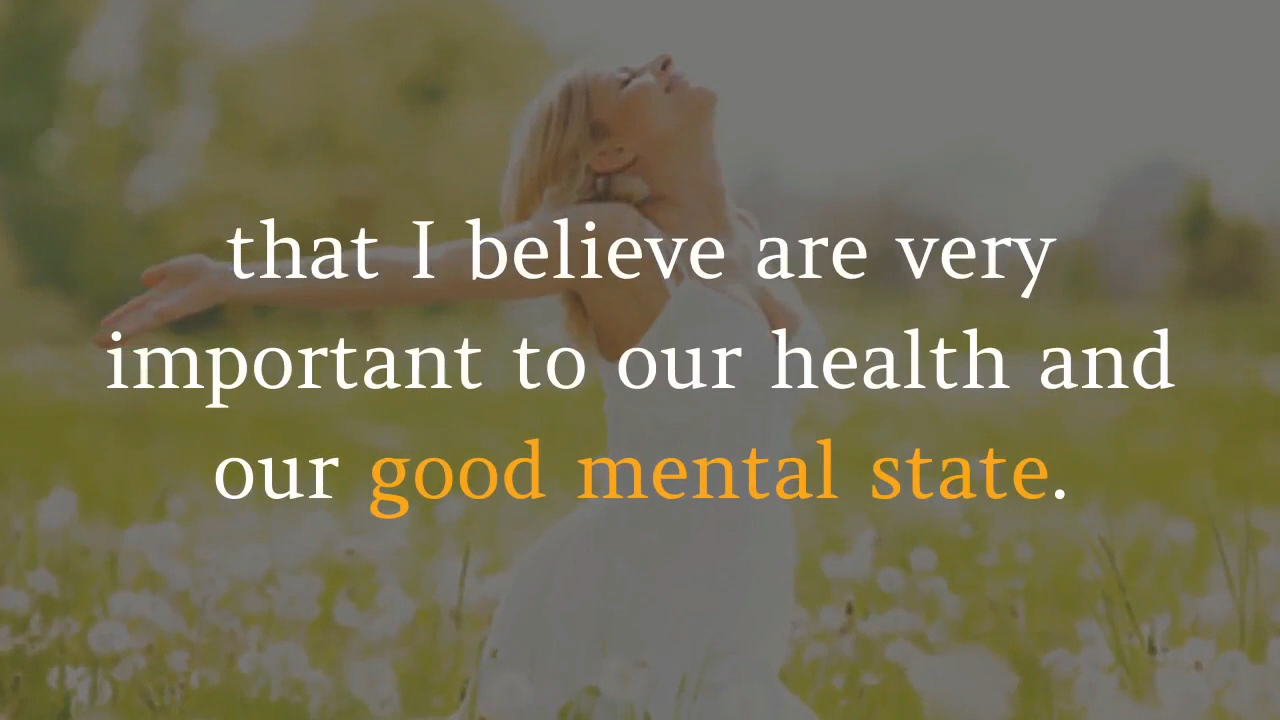 that I believe are very
important to our health and
our good mental state.